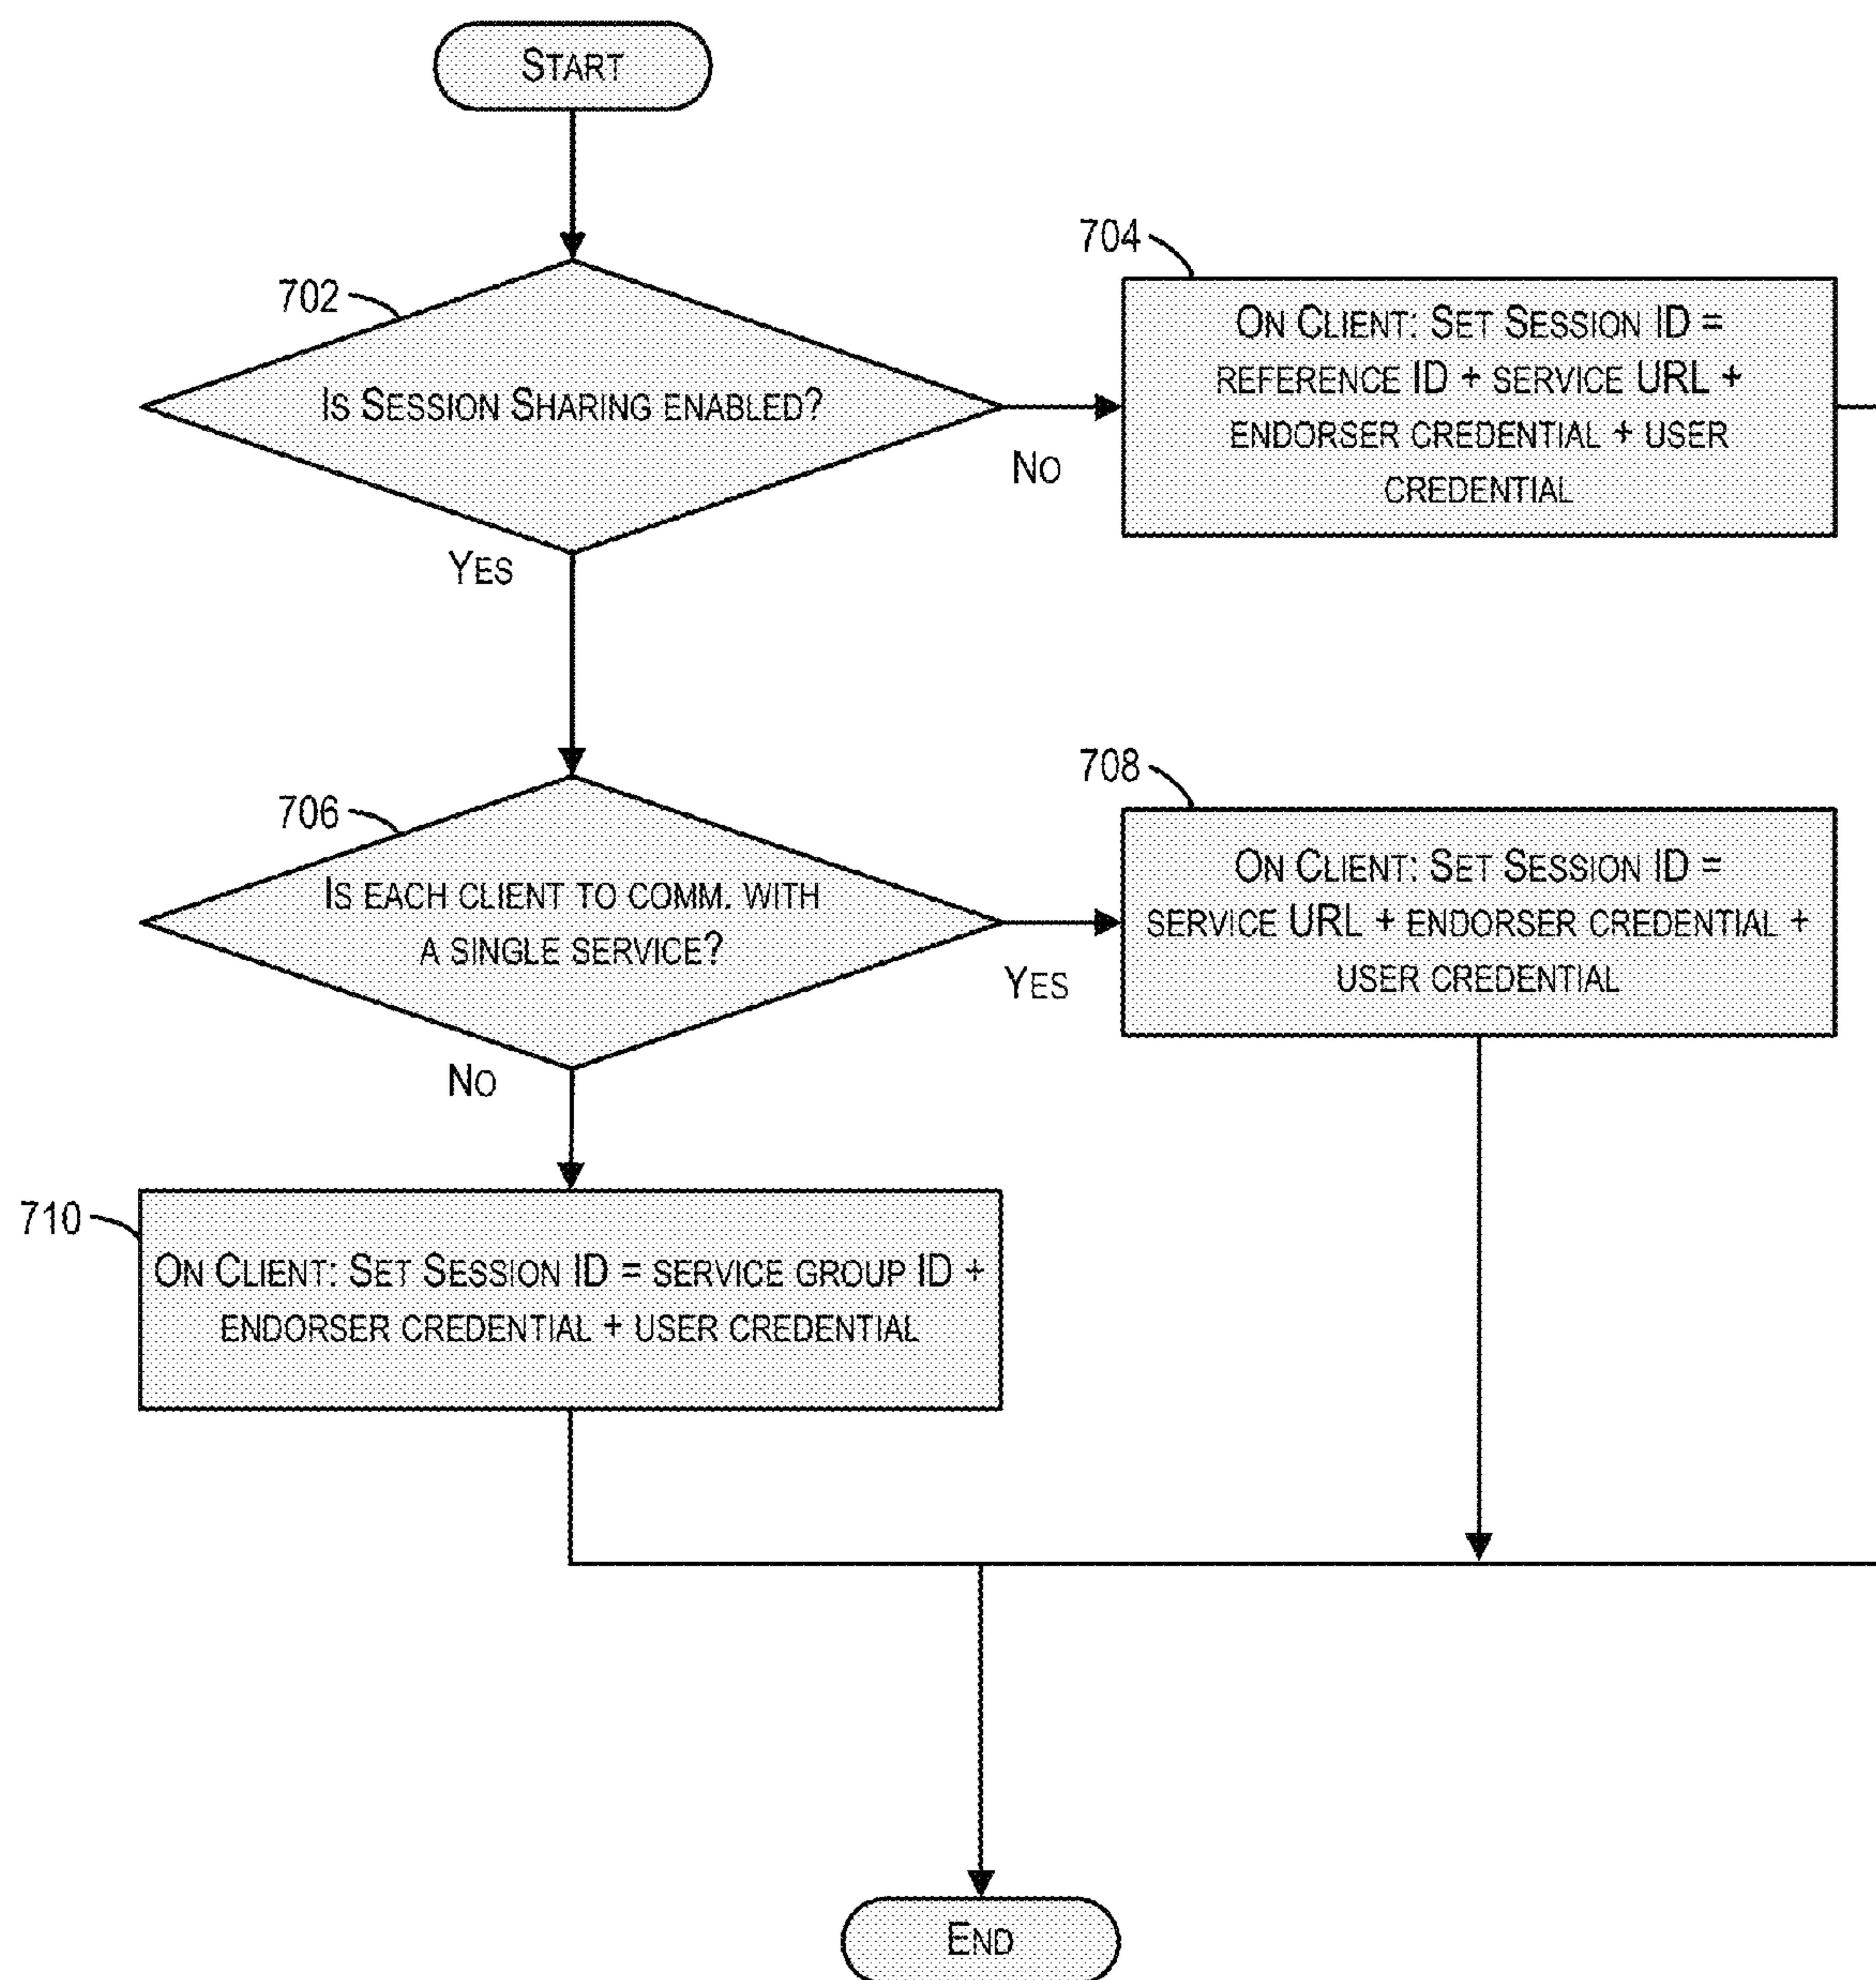 START
702
IS SESSION SHARING ENABLED?
NO
YES
704
ON CLIENT: SET SESSION ID =
REFERENCE ID + SERVICE URL +
ENDORSER CREDENTIAL + USER
CREDENTIAL
706
IS EACH CLIENT TO COMM. WITH
A SINGLE SERVICE?
YES
NO
708
ON CLIENT: SET SESSION ID =
SERVICE URL + ENDORSER CREDENTIAL +
USER CREDENTIAL
710
ON CLIENT: SET SESSION ID = SERVICE GROUP ID +
ENDORSER CREDENTIAL + USER CREDENTIAL
END